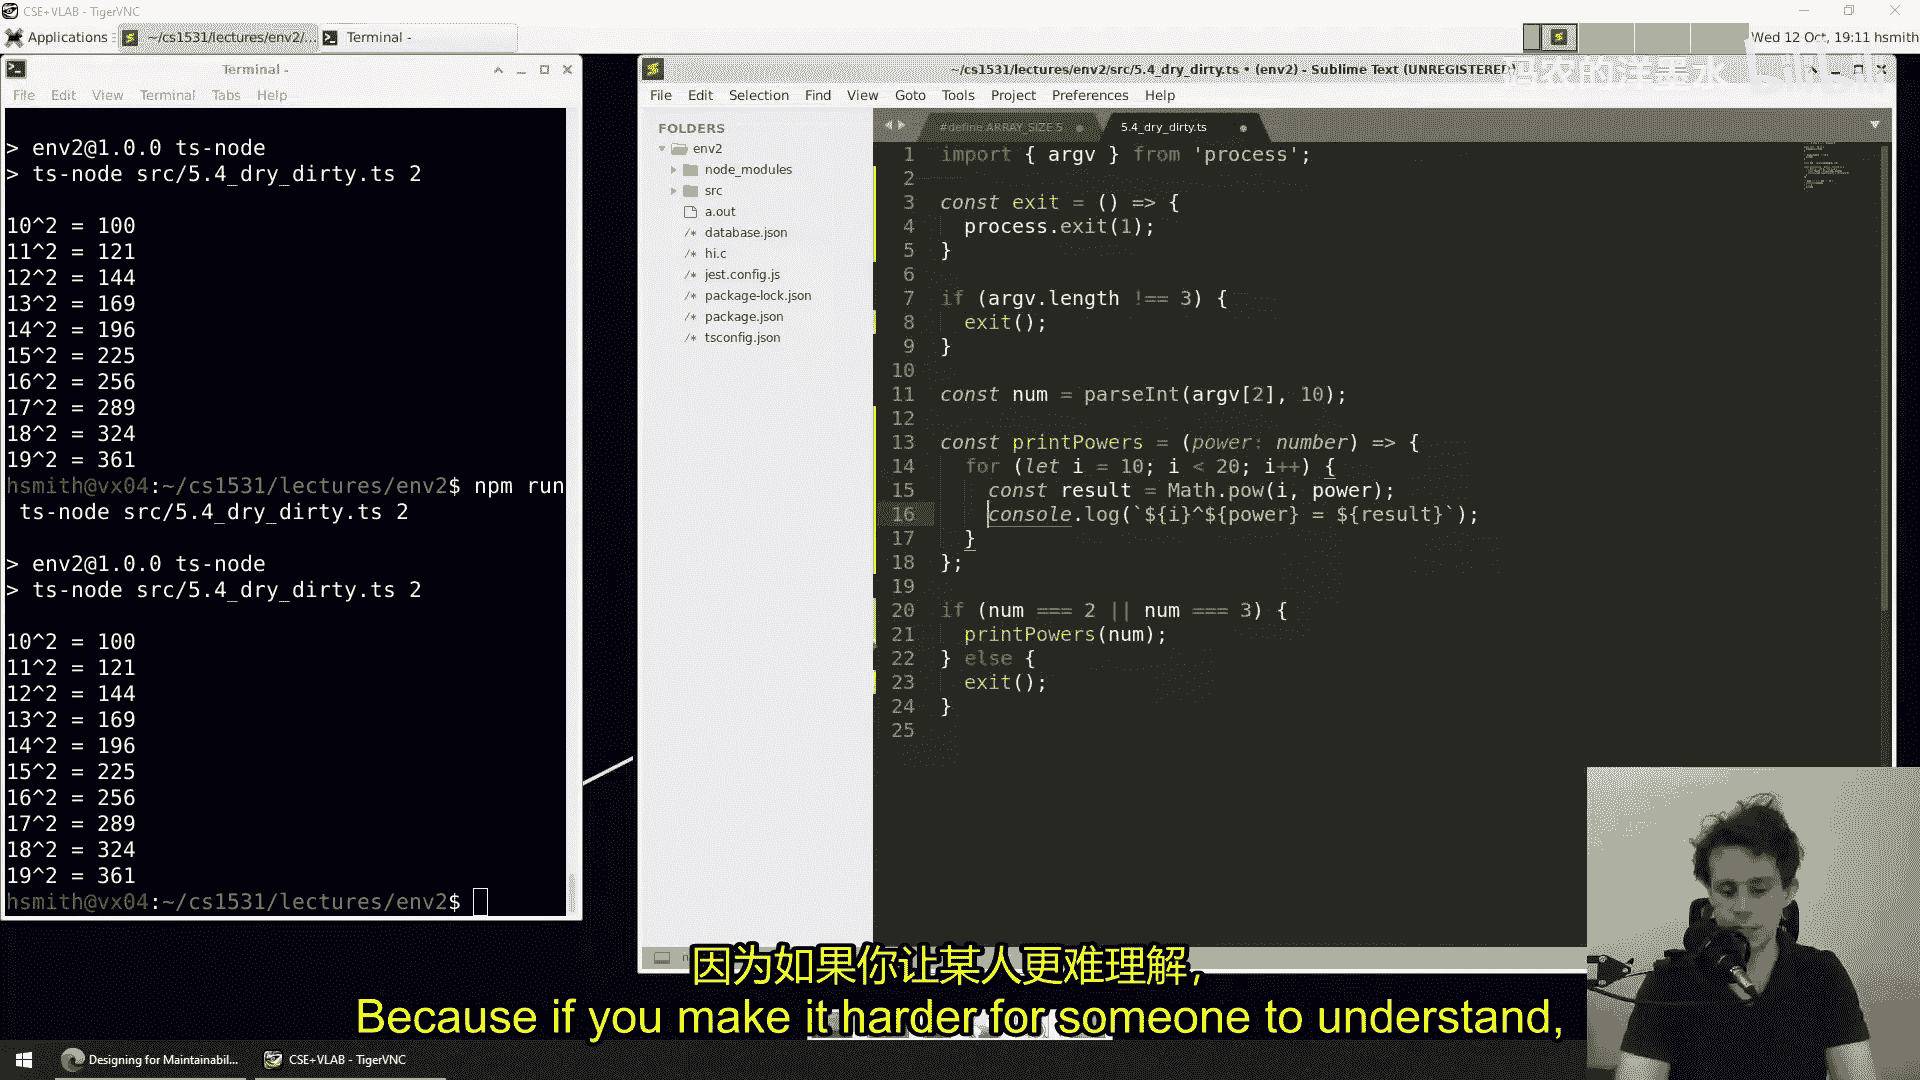 CSE+VLAB - TigerVNC
Applications
~/cs1531/lectures/env2/...
Terminal -
Wed 12 Oct, 19:11 hsmith
Terminal -
File Edit View Terminal Tabs Help
> env2@1.0.0 ts-node
> ts-node src/5.4_dry_dirty.ts 2
10^2 = 100
11^2 = 121
12^2 = 144
13^2 = 169
14^2 = 196
15^2 = 225
16^2 = 256
17^2 = 289
18^2 = 324
19^2 = 361
hsmith@vx04:~/cs1531/lectures/env2$ npm run
ts-node src/5.4_dry_dirty.ts 2
> env2@1.0.0 ts-node
> ts-node src/5.4_dry_dirty.ts 2
10^2 = 100
11^2 = 121
12^2 = 144
13^2 = 169
14^2 = 196
15^2 = 225
16^2 = 256
17^2 = 289
18^2 = 324
19^2 = 361
hsmith@vx04:~/cs1531/lectures/env2$
~/cs1531/lectures/env2/src/5.4_dry_dirty.ts • (env2) - Sublime Text (UNREGISTERED)
码农的洋墨水
bilibili
File Edit Selection Find View Goto Tools Project Preferences Help
FOLDERS
env2
node_modules
src
a.out
/* database.json
/* hi.c
/* jest.config.js
/* package-lock.json
/* package.json
/* tsconfig.json
#define ARRAY_SIZE 5
5.4_dry_dirty.ts
1 import { argv } from 'process';
2
3 const exit = () => {
4 process.exit(1);
5 }
6
7 if (argv.length !== 3) {
8 exit();
9 }
10
11 const num = parseInt(argv[2], 10);
12
13 const printPowers = (power: number) => {
14 for (let i = 10; i < 20; i++) {
15 const result = Math.pow(i, power);
16 console.log(`${i}^${power} = ${result}`);
17 }
18 };
19
20 if (num === 2 || num === 3) {
21 printPowers(num);
22 } else {
23 exit();
24 }
25
因为如果你让某人更难理解，
Because if you make it harder for someone to understand,
Designing for Maintainabil...
CSE+VLAB - TigerVNC